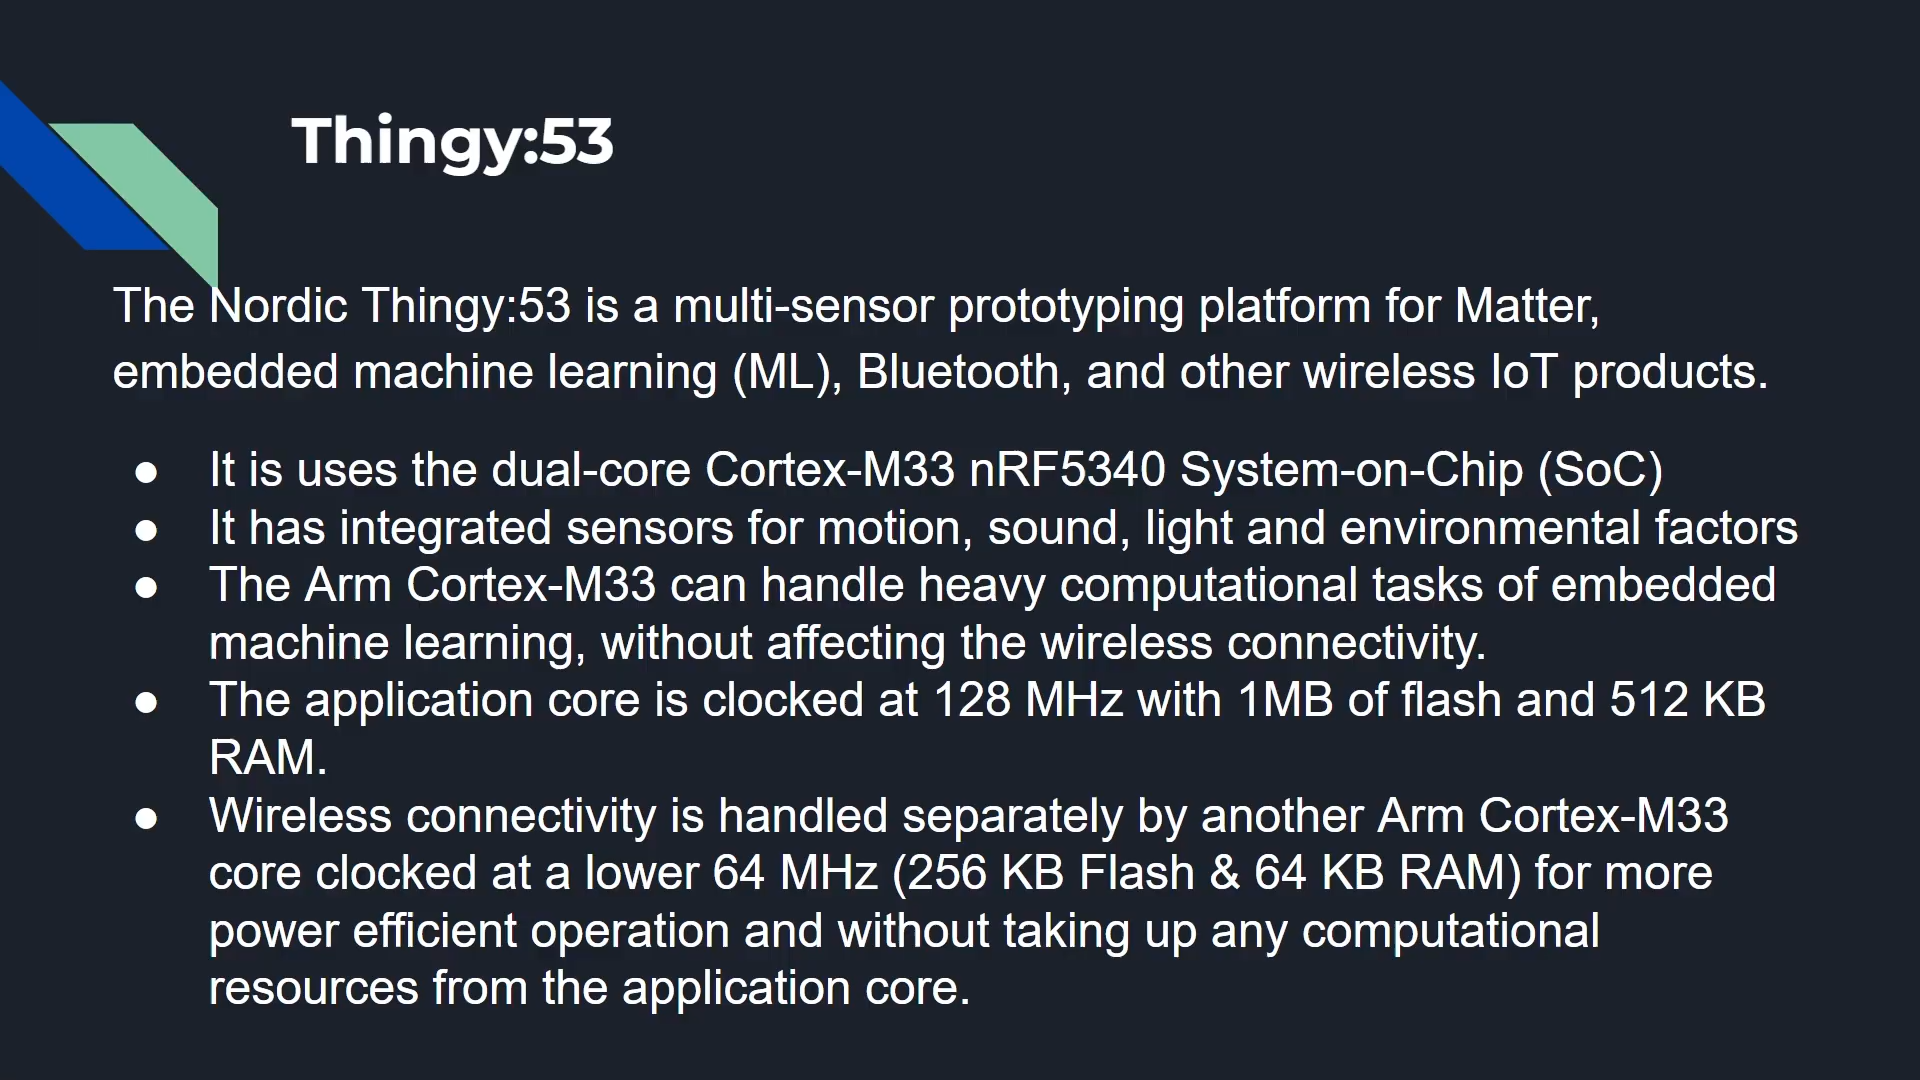 Thingy:53
The Nordic Thingy:53 is a multi-sensor prototyping platform for Matter,
embedded machine learning (ML), Bluetooth, and other wireless IoT products.
● It is uses the dual-core Cortex-M33 nRF5340 System-on-Chip (SoC)
● It has integrated sensors for motion, sound, light and environmental factors
● The Arm Cortex-M33 can handle heavy computational tasks of embedded
machine learning, without affecting the wireless connectivity.
● The application core is clocked at 128 MHz with 1MB of flash and 512 KB
RAM.
● Wireless connectivity is handled separately by another Arm Cortex-M33
core clocked at a lower 64 MHz (256 KB Flash & 64 KB RAM) for more
power efficient operation and without taking up any computational
resources from the application core.